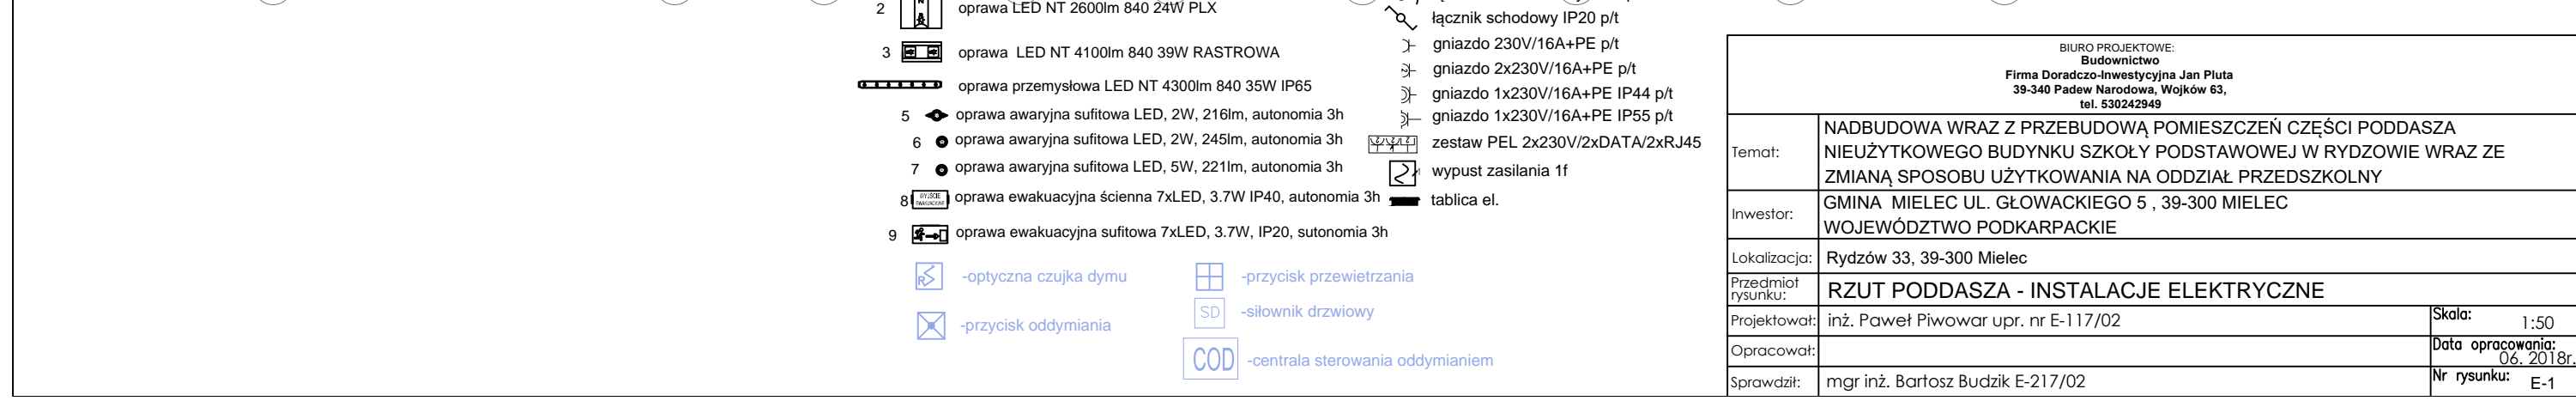 2 oprawa LED NT 2600lm 840 24W PLX
3 oprawa LED NT 4100lm 840 39W RASTROWA
oprawa przemysłowa LED NT 4300lm 840 35W IP65
5 oprawa awaryjna sufitowa LED, 2W, 216lm, autonomia 3h
6 oprawa awaryjna sufitowa LED, 2W, 245lm, autonomia 3h
7 oprawa awaryjna sufitowa LED, 5W, 221lm, autonomia 3h
8 WYJŚCIE EWAKUACYJNE oprawa ewakuacyjna ścienna 7xLED, 3.7W IP40, autonomia 3h
9 oprawa ewakuacyjna sufitowa 7xLED, 3.7W, IP20, sutonomia 3h
łącznik schodowy IP20 p/t
gniazdo 230V/16A+PE p/t
gniazdo 2x230V/16A+PE p/t
gniazdo 1x230V/16A+PE IP44 p/t
gniazdo 1x230V/16A+PE IP55 p/t
zestaw PEL 2x230V/2xDATA/2xRJ45
wypust zasilania 1f
tablica el.
R -optyczna czujka dymu
-przycisk oddymiania
-przycisk przewietrzania
SD -siłownik drzwiowy
COD -centrala sterowania oddymianiem
BIURO PROJEKTOWE:
Budownictwo
Firma Doradczo-Inwestycyjna Jan Pluta
39-340 Padew Narodowa, Wojków 63,
tel. 530242949
Temat:
NADBUDOWA WRAZ Z PRZEBUDOWĄ POMIESZCZEŃ CZĘŚCI PODDASZA
NIEUŻYTKOWEGO BUDYNKU SZKOŁY PODSTAWOWEJ W RYDZOWIE WRAZ ZE
ZMIANĄ SPOSOBU UŻYTKOWANIA NA ODDZIAŁ PRZEDSZKOLNY
Inwestor:
GMINA MIELEC UL. GŁOWACKIEGO 5 , 39-300 MIELEC
WOJEWÓDZTWO PODKARPACKIE
Lokalizacja: Rydzów 33, 39-300 Mielec
Przedmiot
rysunku:
RZUT PODDASZA - INSTALACJE ELEKTRYCZNE
Projektował: inż. Paweł Piwowar upr. nr E-117/02
Skala:
1:50
Opracował:
Data opracowania:
06. 2018r.
Sprawdził: mgr inż. Bartosz Budzik E-217/02
Nr rysunku: E-1